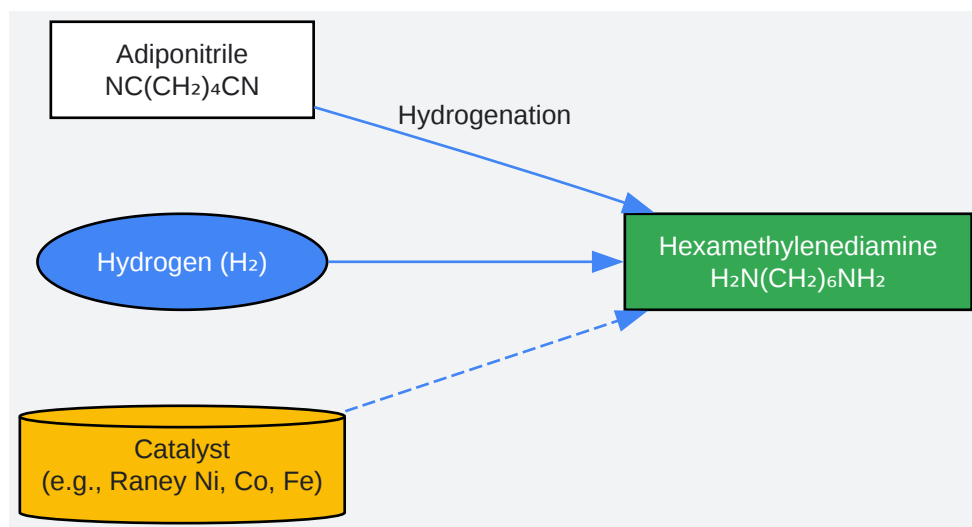 Adiponitrile
NC(CH₂)₄CN
Hydrogenation
Hydrogen (H₂)
Hexamethylenediamine
H₂N(CH₂)₆NH₂
Catalyst
(e.g., Raney Ni, Co, Fe)